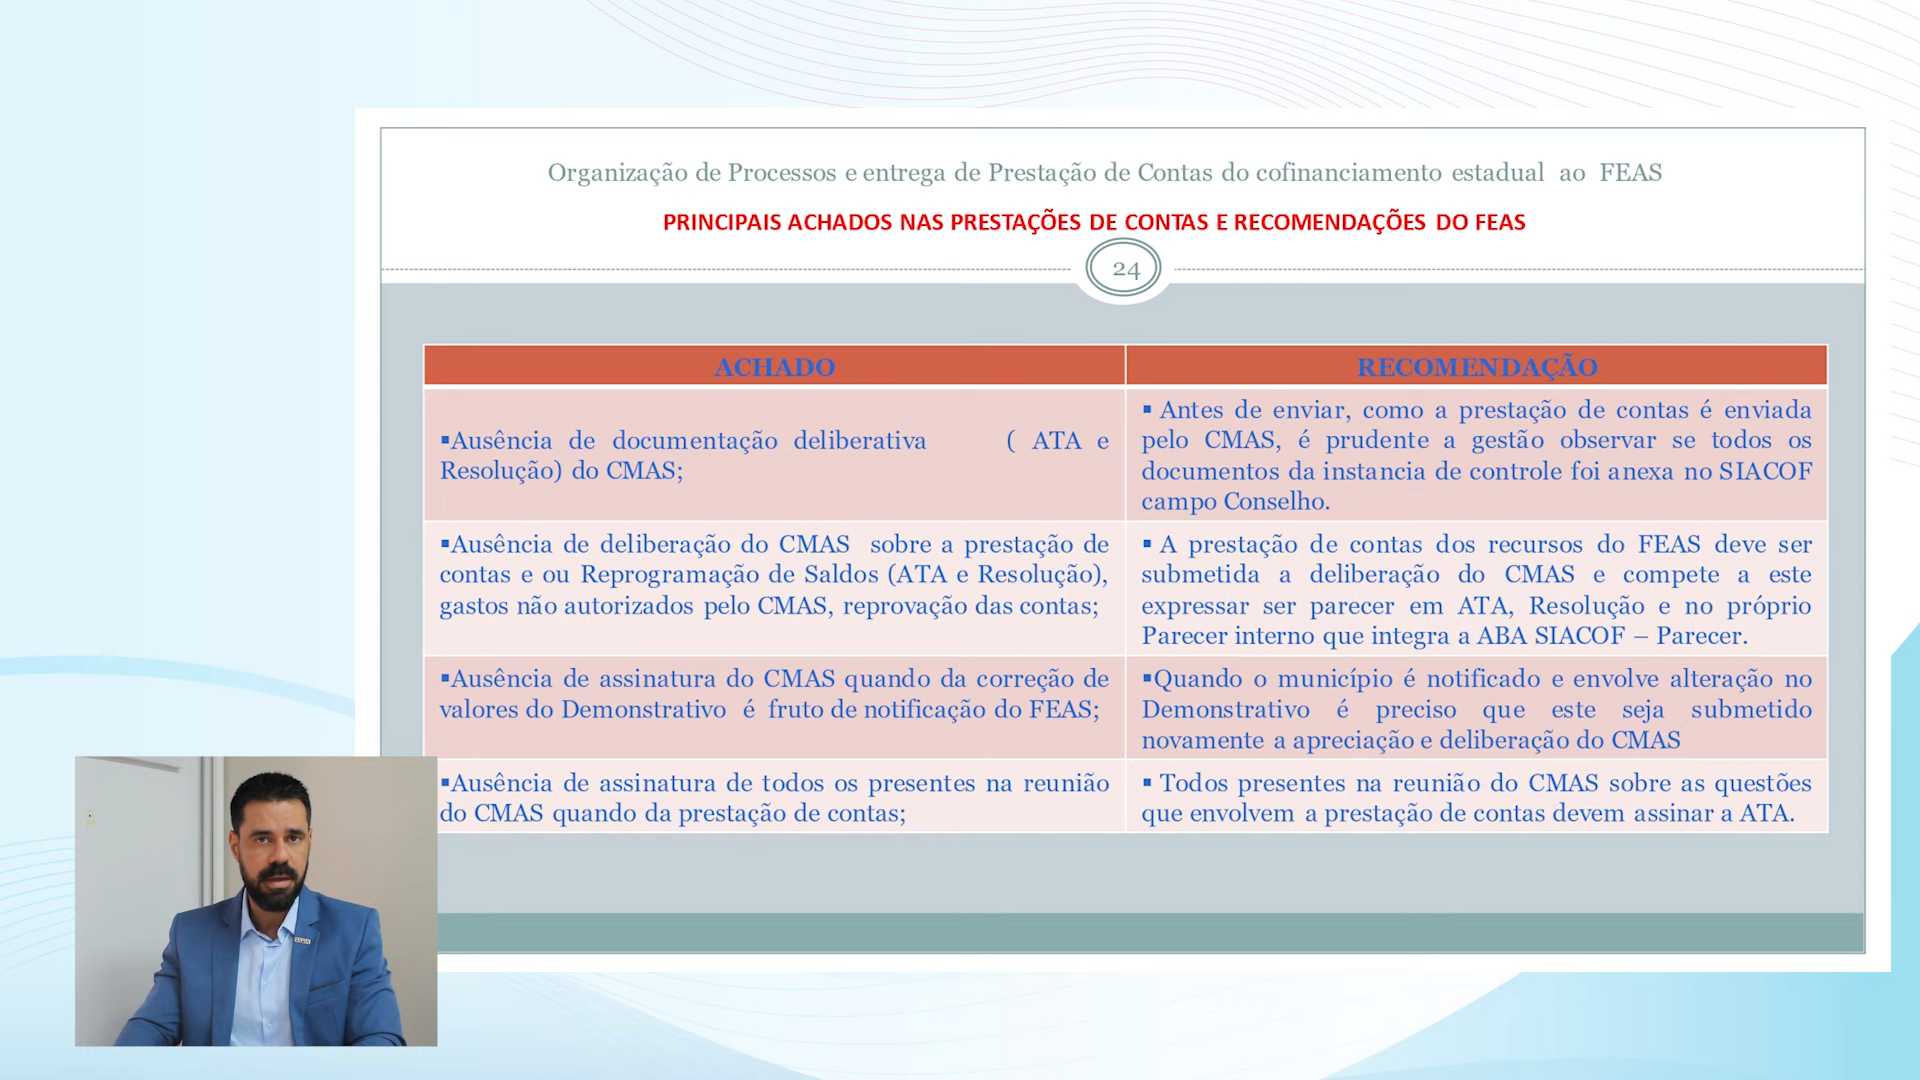 Organização de Processos e entrega de Prestação de Contas do cofinanciamento estadual ao FEAS
PRINCIPAIS ACHADOS NAS PRESTAÇÕES DE CONTAS E RECOMENDAÇÕES DO FEAS
24
ACHADO
RECOMENDAÇÃO
▪Ausência de documentação deliberativa ( ATA e
Resolução) do CMAS;
▪ Antes de enviar, como a prestação de contas é enviada
pelo CMAS, é prudente a gestão observar se todos os
documentos da instancia de controle foi anexa no SIACOF
campo Conselho.
▪Ausência de deliberação do CMAS sobre a prestação de
contas e ou Reprogramação de Saldos (ATA e Resolução),
gastos não autorizados pelo CMAS, reprovação das contas;
▪ A prestação de contas dos recursos do FEAS deve ser
submetida a deliberação do CMAS e compete a este
expressar ser parecer em ATA, Resolução e no próprio
Parecer interno que integra a ABA SIACOF – Parecer.
▪Ausência de assinatura do CMAS quando da correção de
valores do Demonstrativo é fruto de notificação do FEAS;
▪Quando o município é notificado e envolve alteração no
Demonstrativo é preciso que este seja submetido
novamente a apreciação e deliberação do CMAS
▪Ausência de assinatura de todos os presentes na reunião
do CMAS quando da prestação de contas;
▪ Todos presentes na reunião do CMAS sobre as questões
que envolvem a prestação de contas devem assinar a ATA.